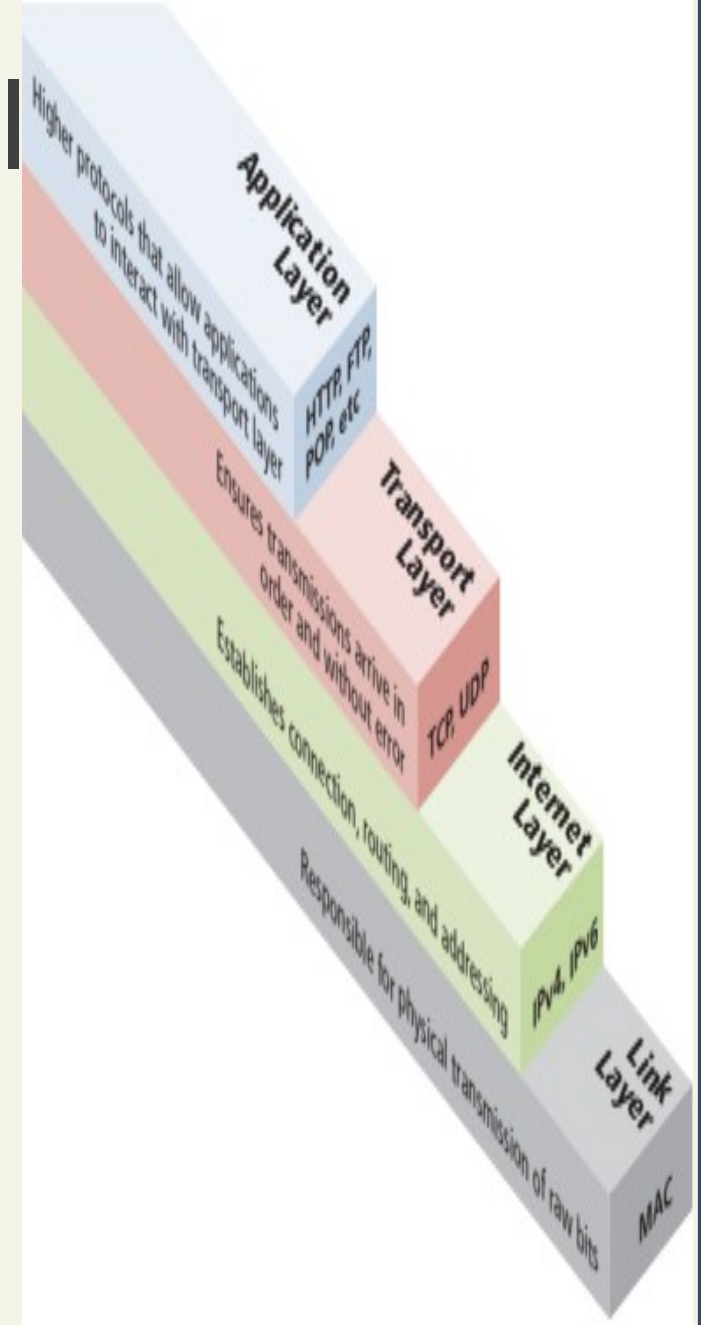 Application
Layer
Higher protocols that allow applications
to interact with transport layer
HTTP, FTP,
POP, etc
Transport
Layer
Ensures transmissions arrive in
order and without error
TCP, UDP
Internet
Layer
Establishes connection, routing, and addressing
IPv4, IPv6
Link
Layer
Responsible for physical transmission of raw bits
MAC